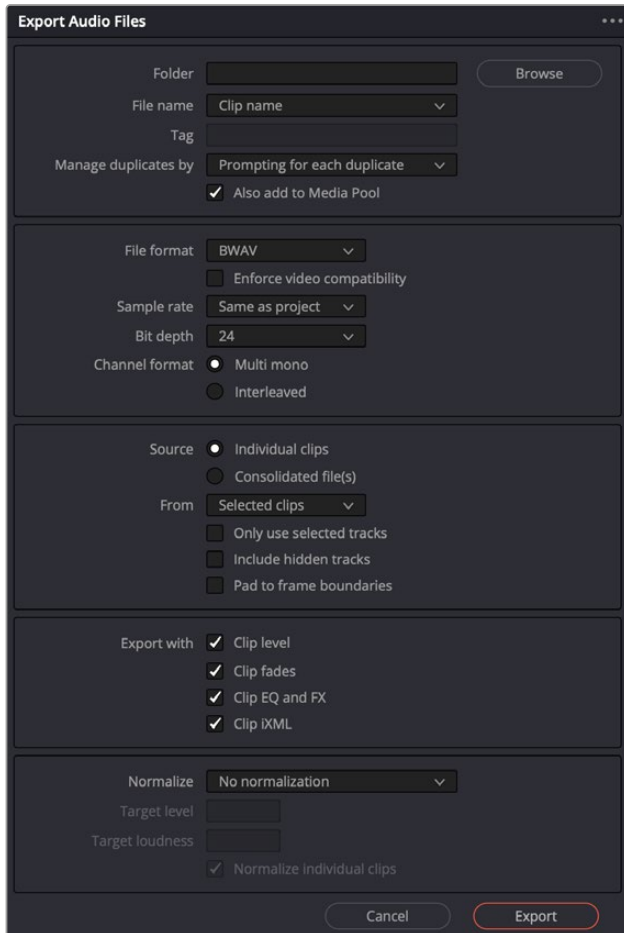 Export Audio Files
Folder Browse
File name Clip name
Tag
Manage duplicates by Prompting for each duplicate
Also add to Media Pool
File format BWAV
Enforce video compatibility
Sample rate Same as project
Bit depth 24
Channel format Multi mono
Interleaved
Source Individual clips
Consolidated file(s)
From Selected clips
Only use selected tracks
Include hidden tracks
Pad to frame boundaries
Export with Clip level
Clip fades
Clip EQ and FX
Clip iXML
Normalize No normalization
Target level
Target loudness
Normalize individual clips
Cancel Export